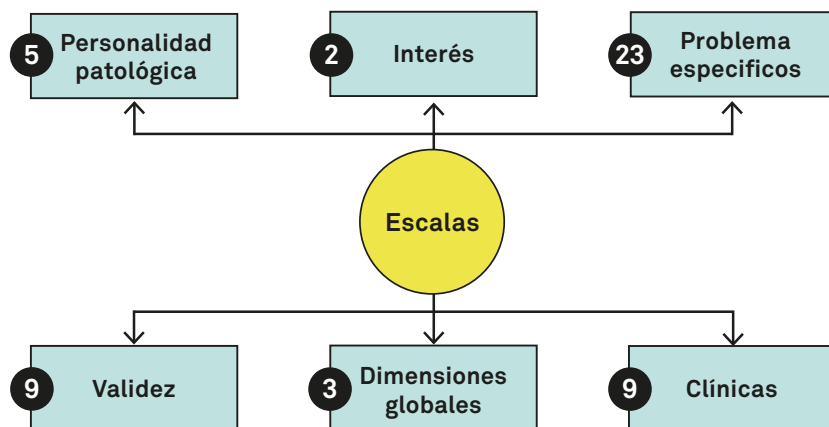 5
Personalidad
patológica
2
Interés
23
Problema
especificos
Escalas
9
Validez
3
Dimensiones
globales
9
Clínicas